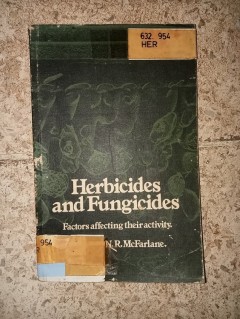 632.954
HER
Herbicides
and Fungicides
Factors affecting their activity.
N.R.McFarlane.
954